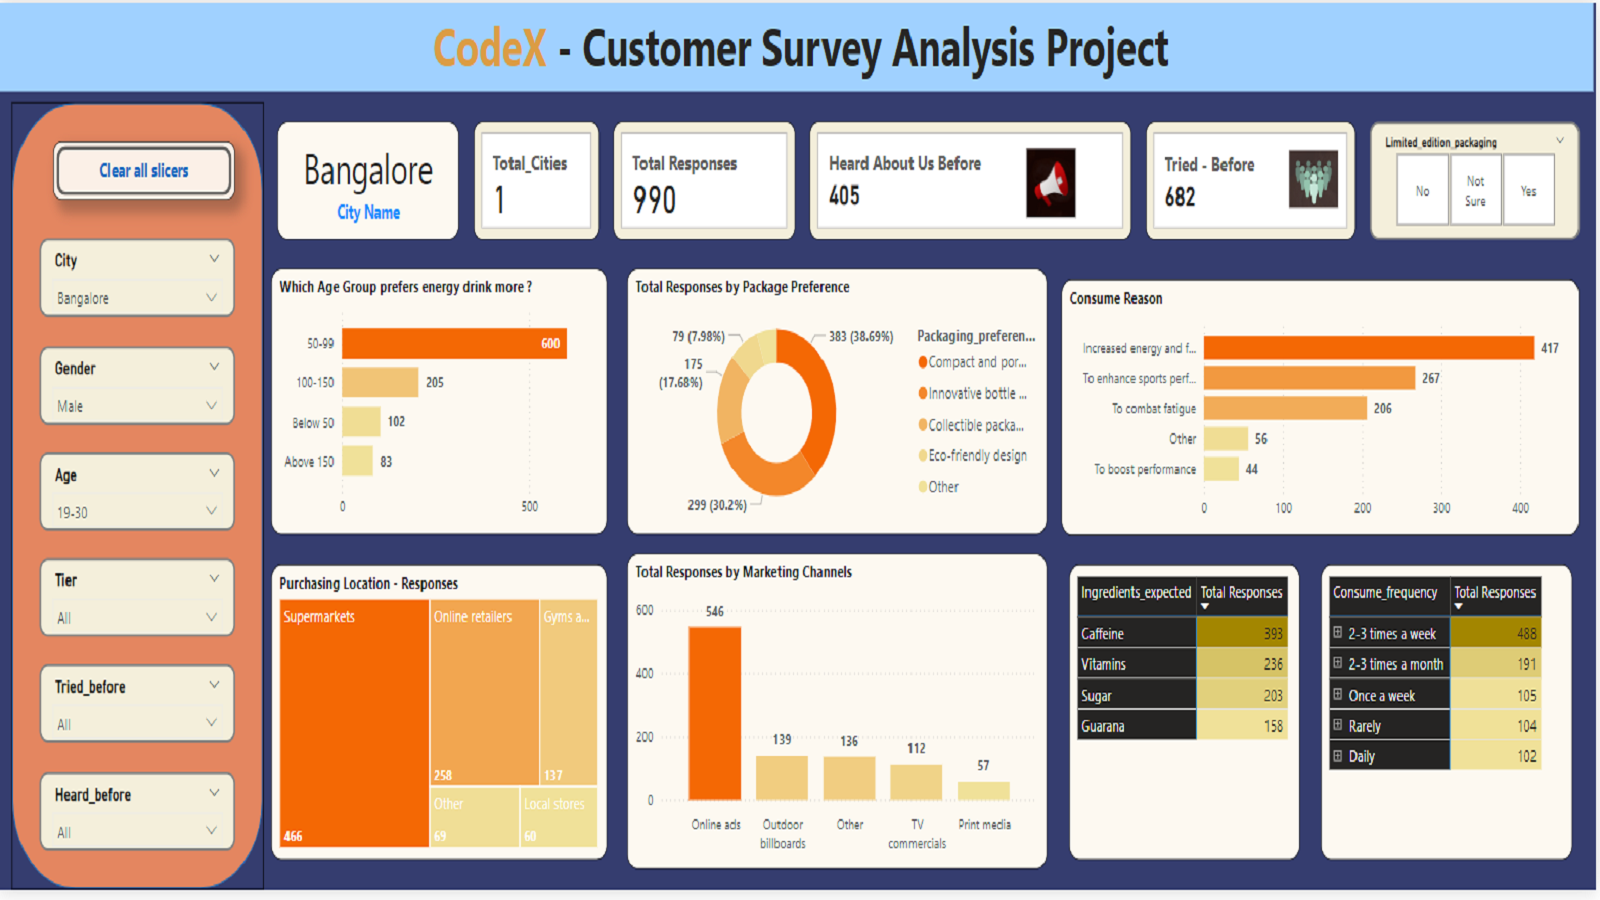 CodeX - Customer Survey Analysis Project
Clear all slicers
City
Bangalore
Gender
Male
Age
19-30
Tier
All
Tried_before
All
Heard_before
All
Bangalore
City Name
Total_Cities
1
Total Responses
990
Heard About Us Before
405
Tried - Before
682
Limited_edition_packaging
No
Not
Sure
Yes
Which Age Group prefers energy drink more ?
50-99
600
100-150
205
Below 50
102
Above 150
83
0
500
Total Responses by Package Preference
79 (7.98%)
383 (38.69%)
175
(17.68%)
299 (30.2%)
Packaging_preferen...
Compact and por...
Innovative bottle ...
Collectible packa...
Eco-friendly design
Other
Consume Reason
Increased energy and f...
417
To enhance sports perf...
267
To combat fatigue
206
Other
56
To boost performance
44
0
100
200
300
400
Purchasing Location - Responses
Supermarkets
466
Online retailers
258
Gyms a...
137
Other
69
Local stores
60
Total Responses by Marketing Channels
600
400
200
0
546
139
136
112
57
Online ads
Outdoor
billboards
Other
TV
commercials
Print media
Ingredients_expected Total Responses
Caffeine 393
Vitamins 236
Sugar 203
Guarana 158
Consume_frequency Total Responses
2-3 times a week 488
2-3 times a month 191
Once a week 105
Rarely 104
Daily 102